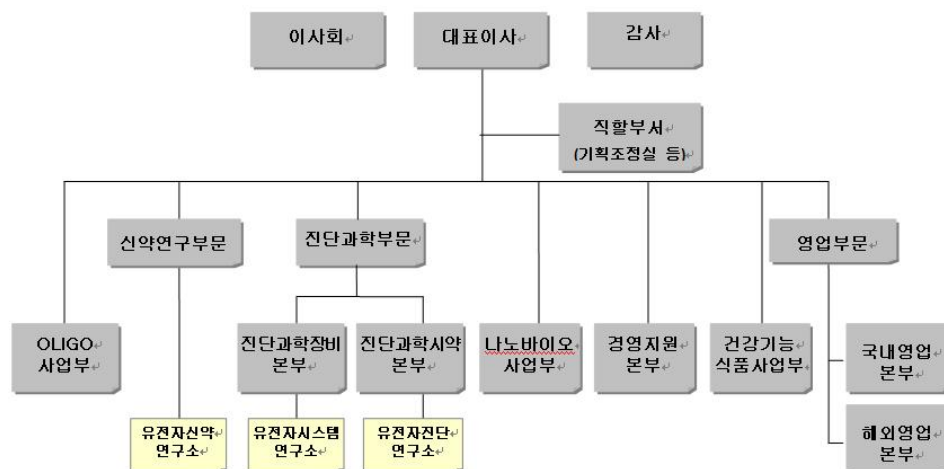 이사회
대표이사
감사
직할부서
(기획조정실 등)
신약연구부문
진단과학부문
영업부문
OLIGO
사업부
진단과학장비
본부
진단과학시약
본부
나노바이오
사업부
경영지원
본부
건강기능
식품사업부
국내영업
본부
유전자신약
연구소
유전자시스템
연구소
유전자진단
연구소
해외영업
본부